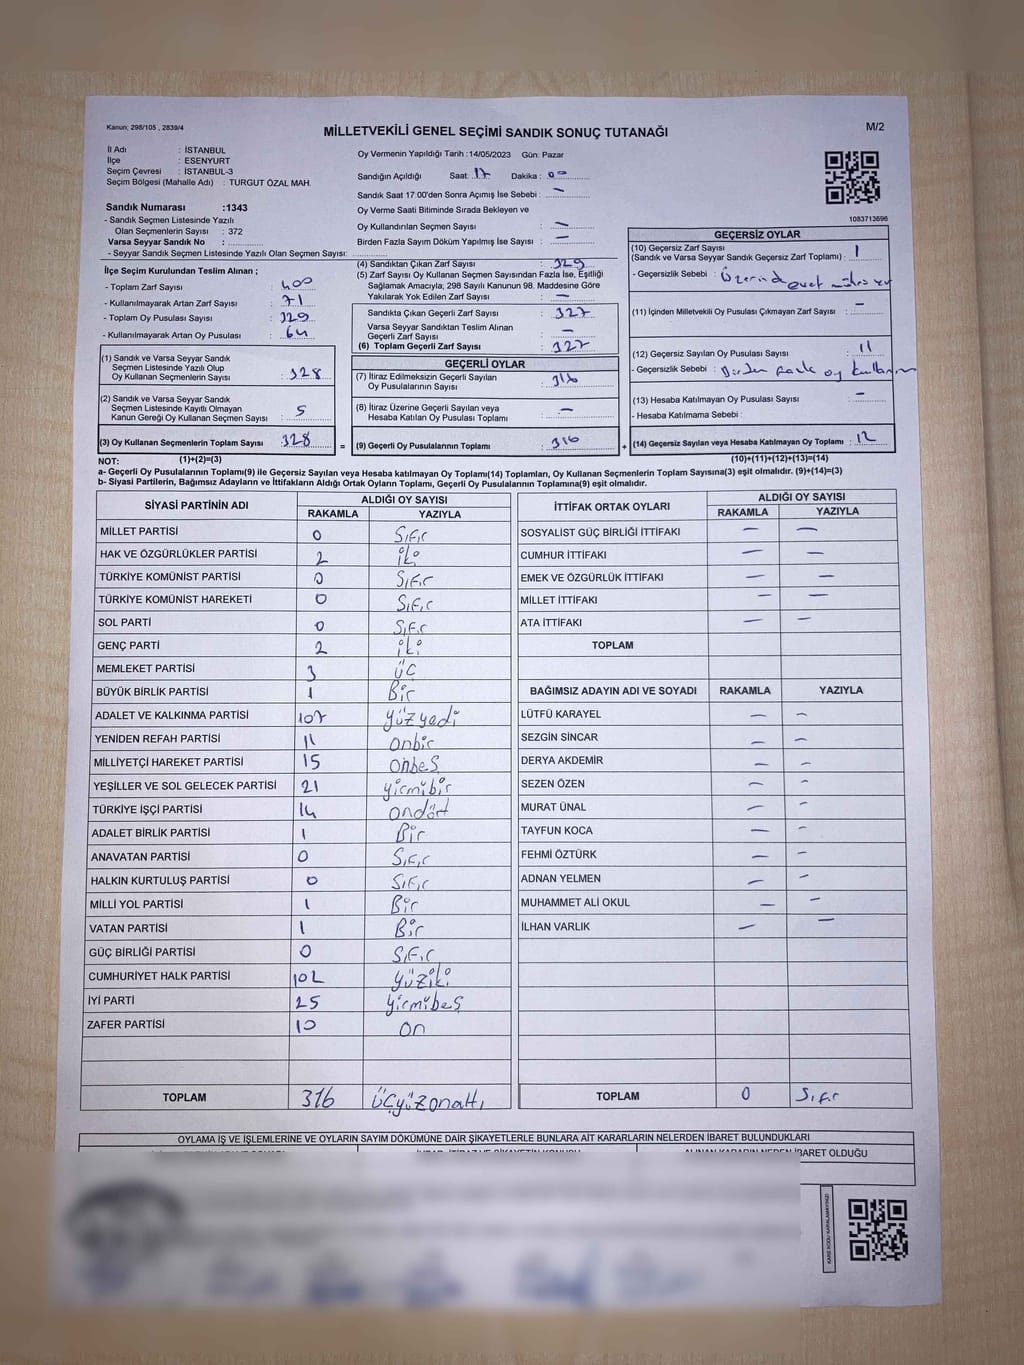 Kanun; 298/105 , 2839/4
MİLLETVEKİLİ GENEL SEÇİMİ SANDIK SONUÇ TUTANAĞI
M/2
İl Adı : İSTANBUL
İlçe : ESENYURT
Seçim Çevresi : İSTANBUL-3
Seçim Bölgesi (Mahalle Adı) : TURGUT ÖZAL MAH.
Sandık Numarası :1343
- Sandık Seçmen Listesinde Yazılı
Olan Seçmenlerin Sayısı : 372
Varsa Seyyar Sandık No :
- Seyyar Sandık Seçmen Listesinde Yazılı Olan Seçmen Sayısı:
Oy Vermenin Yapıldığı Tarih :14/05/2023 Gün: Pazar
Sandığın Açıldığı Saat: 17 Dakika : 00
Sandık Saat 17:00'den Sonra Açımış İse Sebebi : —
Oy Verme Saati Bitiminde Sırada Bekleyen ve
Oy Kullandırılan Seçmen Sayısı : —
Birden Fazla Sayım Döküm Yapılmış İse Sayısı : —
1083713696
İlçe Seçim Kurulundan Teslim Alınan ;
- Toplam Zarf Sayısı : 400
- Kullanılmayarak Artan Zarf Sayısı : 71
- Toplam Oy Pusulası Sayısı : 329
- Kullanılmayarak Artan Oy Pusulası : 64
(1) Sandık ve Varsa Seyyar Sandık
Seçmen Listesinde Yazılı Olup
Oy Kullanan Seçmenlerin Sayısı : 328
(2) Sandık ve Varsa Seyyar Sandık
Seçmen Listesinde Kayıtlı Olmayan
Kanun Gereği Oy Kullanan Seçmen Sayısı : 5
(3) Oy Kullanan Seçmenlerin Toplam Sayısı : 328
(4) Sandıktan Çıkan Zarf Sayısı : 329
(5) Zarf Sayısı Oy Kullanan Seçmen Sayısından Fazla İse, Eşitliği
Sağlamak Amacıyla; 298 Sayılı Kanunun 98. Maddesine Göre
Yakılarak Yok Edilen Zarf Sayısı : —
Sandıkta Çıkan Geçerli Zarf Sayısı : 327
Varsa Seyyar Sandıktan Teslim Alınan
Geçerli Zarf Sayısı : —
(6) Toplam Geçerli Zarf Sayısı : 327
GEÇERLİ OYLAR
(7) İtiraz Edilmeksizin Geçerli Sayılan
Oy Pusulalarının Sayısı : 316
(8) İtiraz Üzerine Geçerli Sayılan veya
Hesaba Katılan Oy Pusulası Toplamı : —
= (9) Geçerli Oy Pusulalarının Toplamı : 316 +
GEÇERSİZ OYLAR
(10) Geçersiz Zarf Sayısı
(Sandık ve Varsa Seyyar Sandık Geçersiz Zarf Toplamı) : 1
- Geçersizlik Sebebi : Üzerinde evet
(11) İçinden Milletvekili Oy Pusulası Çıkmayan Zarf Sayısı : —
(12) Geçersiz Sayılan Oy Pusulası Sayısı : 11
- Geçersizlik Sebebi : Birden fazla oy kullanım
(13) Hesaba Katılmayan Oy Pusulası Sayısı : —
- Hesaba Katılmama Sebebi :
(14) Geçersiz Sayılan veya Hesaba Katılmayan Oy Toplamı : 12
NOT: (1)+(2)=(3) (10)+(11)+(12)+(13)=(14)
a- Geçerli Oy Pusulalarının Toplamı(9) ile Geçersiz Sayılan veya Hesaba katılmayan Oy Toplamı(14) Toplamları, Oy Kullanan Seçmenlerin Toplam Sayısına(3) eşit olmalıdır. (9)+(14)=(3)
b- Siyasi Partilerin, Bağımsız Adayların ve İttifakların Aldığı Ortak Oyların Toplamı, Geçerli Oy Pusulalarının Toplamına(9) eşit olmalıdır.
SİYASİ PARTİNİN ADI ALDIĞI OY SAYISI
RAKAMLA YAZIYLA
MİLLET PARTİSİ 0 Sıfır
HAK VE ÖZGÜRLÜKLER PARTİSİ 2 iki
TÜRKİYE KOMÜNİST PARTİSİ 0 Sıfır
TÜRKİYE KOMÜNİST HAREKETİ 0 Sıfır
SOL PARTİ 0 Sıfır
GENÇ PARTİ 2 iki
MEMLEKET PARTİSİ 3 üç
BÜYÜK BİRLİK PARTİSİ 1 Bir
ADALET VE KALKINMA PARTİSİ 107 yüzyedi
YENİDEN REFAH PARTİSİ 11 onbir
MİLLİYETÇİ HAREKET PARTİSİ 15 onbeş
YEŞİLLER VE SOL GELECEK PARTİSİ 21 yirmibir
TÜRKİYE İŞÇİ PARTİSİ 14 ondört
ADALET BİRLİK PARTİSİ 1 Bir
ANAVATAN PARTİSİ 0 Sıfır
HALKIN KURTULUŞ PARTİSİ 0 Sıfır
MİLLİ YOL PARTİSİ 1 Bir
VATAN PARTİSİ 1 Bir
GÜÇ BİRLİĞİ PARTİSİ 0 Sıfır
CUMHURİYET HALK PARTİSİ 102 yüziki
İYİ PARTİ 25 yirmibeş
ZAFER PARTİSİ 10 on
TOPLAM 316 üçyüzonaltı
İTTİFAK ORTAK OYLARI ALDIĞI OY SAYISI
RAKAMLA YAZIYLA
SOSYALİST GÜÇ BİRLİĞİ İTTİFAKI — —
CUMHUR İTTİFAKI — —
EMEK VE ÖZGÜRLÜK İTTİFAKI — —
MİLLET İTTİFAKI — —
ATA İTTİFAKI — —
TOPLAM
BAĞIMSIZ ADAYIN ADI VE SOYADI RAKAMLA YAZIYLA
LÜTFÜ KARAYEL — —
SEZGİN SİNCAR — —
DERYA AKDEMİR — —
SEZEN ÖZEN — —
MURAT ÜNAL — —
TAYFUN KOCA — —
FEHMİ ÖZTÜRK — —
ADNAN YELMEN — —
MUHAMMET ALİ OKUL — —
İLHAN VARLIK — —
TOPLAM 0 Sıfır
OYLAMA İŞ VE İŞLEMLERİNE VE OYLARIN SAYIM DÖKÜMÜNE DAİR ŞİKAYETLERLE BUNLARA AİT KARARLARIN NELERDEN İBARET BULUNDUKLARI
ALINAN KARARIN NEDEN İBARET OLDUĞU
KARE KODU KARALAMAYINIZ!